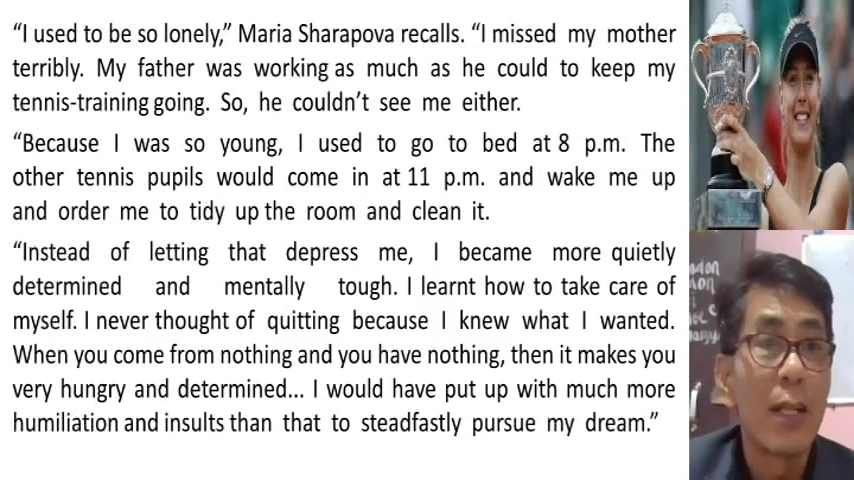 “I used to be so lonely,” Maria Sharapova recalls. “I missed my mother
terribly. My father was working as much as he could to keep my
tennis-training going. So, he couldn’t see me either.
“Because I was so young, I used to go to bed at 8 p.m. The
other tennis pupils would come in at 11 p.m. and wake me up
and order me to tidy up the room and clean it.
“Instead of letting that depress me, I became more quietly
determined and mentally tough. I learnt how to take care of
myself. I never thought of quitting because I knew what I wanted.
When you come from nothing and you have nothing, then it makes you
very hungry and determined... I would have put up with much more
humiliation and insults than that to steadfastly pursue my dream.”